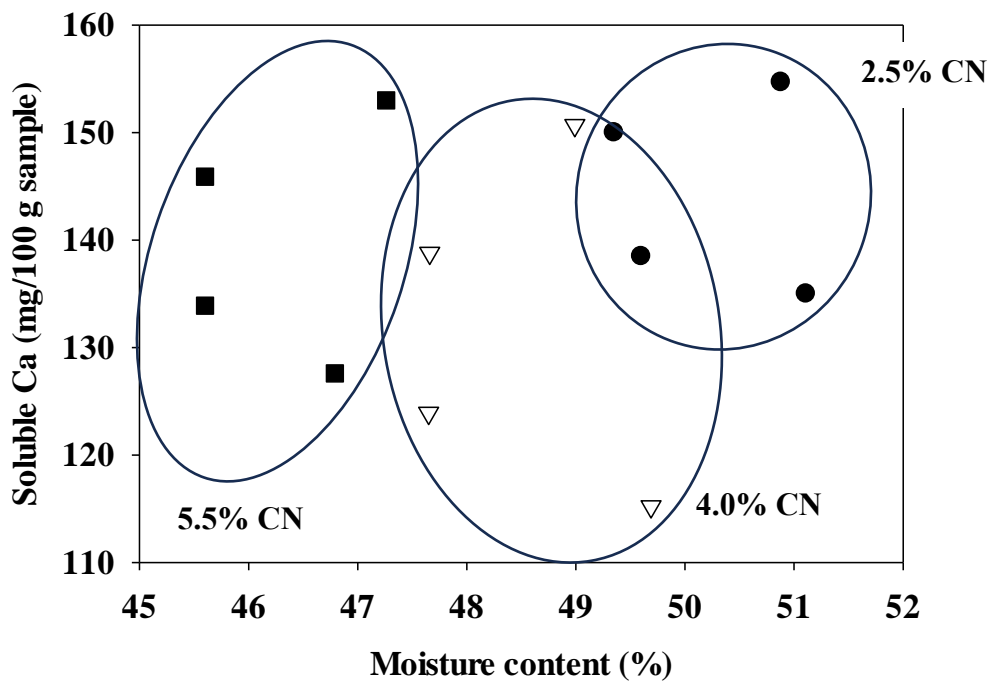 160
2.5% CN
150
140
130
120
4.0% CN
5.5% CN
110
45 46 47 48 49 50 51 52
Moisture content (%)
Soluble Ca (mg/100 g sample)